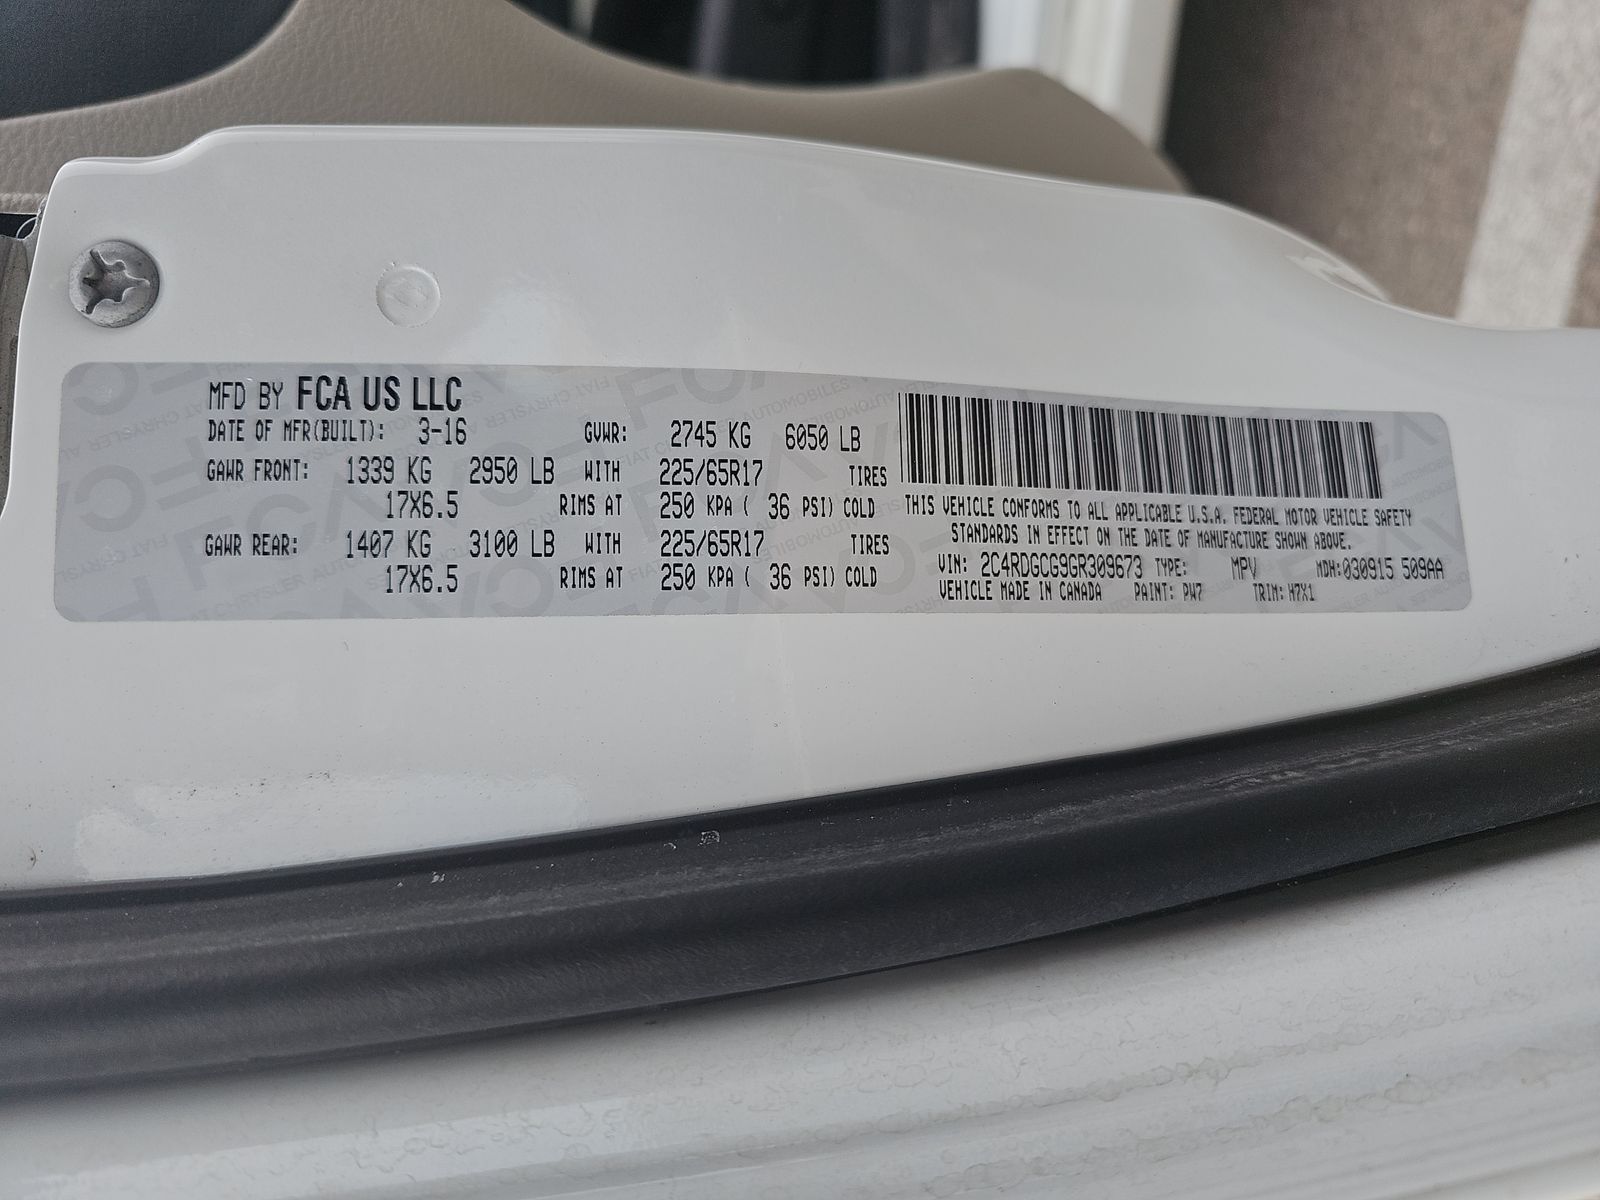 MFD BY FCA US LLC
DATE OF MFR(BUILT): 3-16 GVWR: 2745 KG 6050 LB
GAWR FRONT: 1339 KG 2950 LB WITH 225/65R17 TIRES
17X6.5 RIMS AT 250 KPA ( 36 PSI) COLD
GAWR REAR: 1407 KG 3100 LB WITH 225/65R17 TIRES
17X6.5 RIMS AT 250 KPA ( 36 PSI) COLD
THIS VEHICLE CONFORMS TO ALL APPLICABLE U.S.A. FEDERAL MOTOR VEHICLE SAFETY
STANDARDS IN EFFECT ON THE DATE OF MANUFACTURE SHOWN ABOVE.
VIN: 2C4RDGCG9GR309673 TYPE: MPV MDH:030915 509AA
VEHICLE MADE IN CANADA PAINT: PW7 TRIM: H7X1